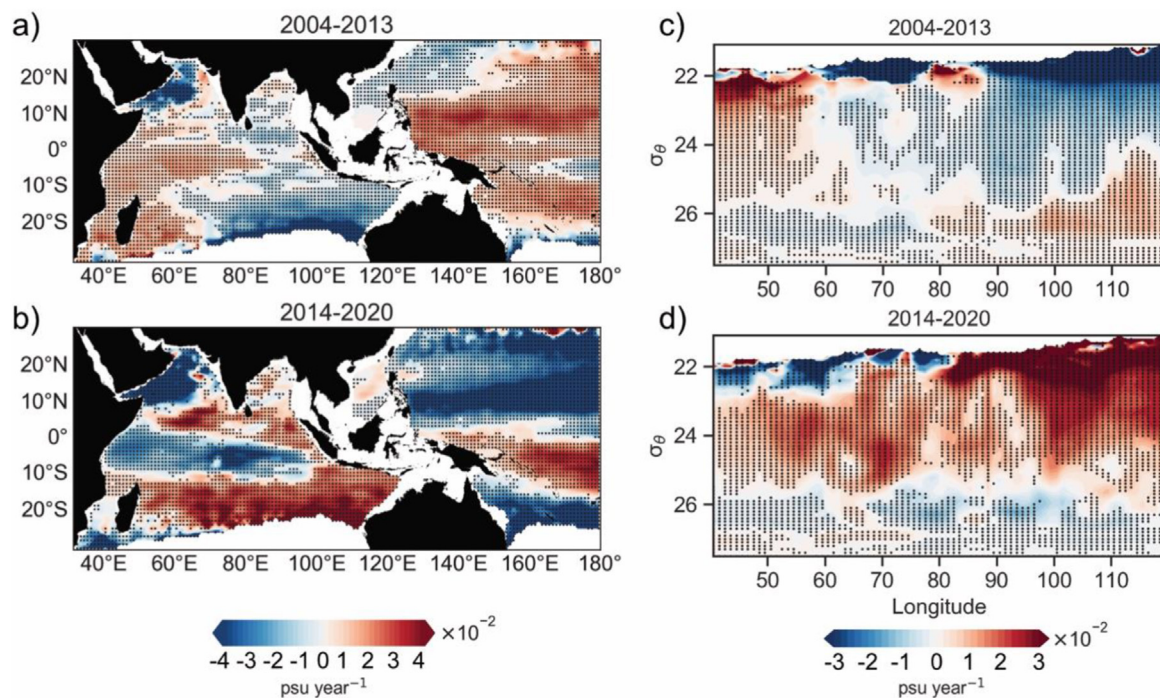 a)
2004-2013
20°N
10°N
0°
10°S
20°S
40°E 60°E 80°E 100°E 120°E 140°E 160°E 180°
b)
2014-2020
20°N
10°N
0°
10°S
20°S
40°E 60°E 80°E 100°E 120°E 140°E 160°E 180°
-4 -3 -2 -1 0 1 2 3 4 ×10⁻²
psu year⁻¹
c)
2004-2013
σθ
22
24
26
50 60 70 80 90 100 110
d)
2014-2020
σθ
22
24
26
50 60 70 80 90 100 110
Longitude
-3 -2 -1 0 1 2 3 ×10⁻²
psu year⁻¹